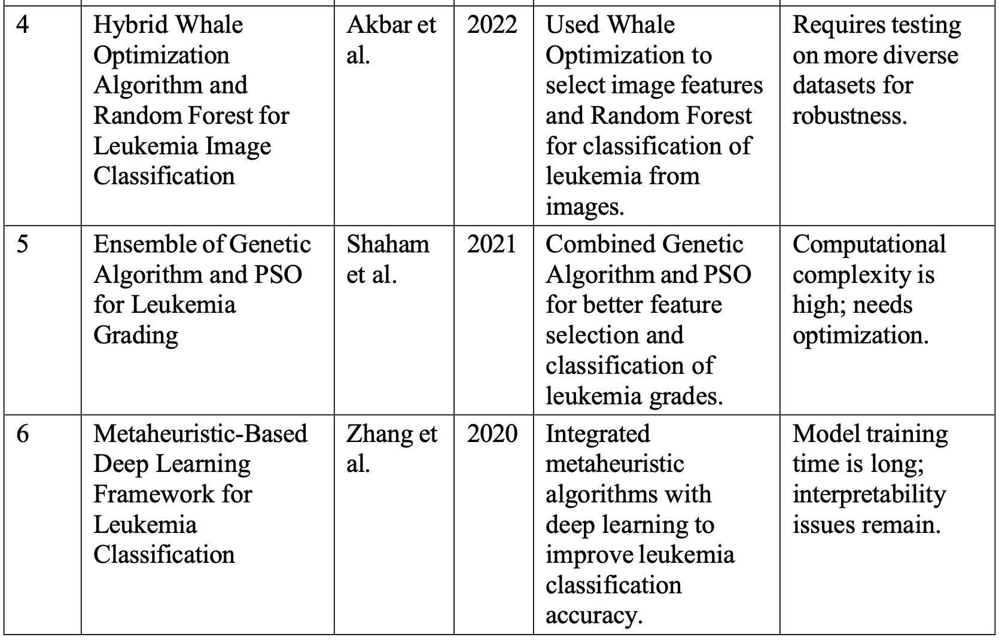 4
Hybrid Whale
Optimization
Algorithm and
Random Forest for
Leukemia Image
Classification
Akbar et
al.
2022
Used Whale
Optimization to
select image features
and Random Forest
for classification of
leukemia from
images.
Requires testing
on more diverse
datasets for
robustness.
5
Ensemble of Genetic
Algorithm and PSO
for Leukemia
Grading
Shaham
et al.
2021
Combined Genetic
Algorithm and PSO
for better feature
selection and
classification of
leukemia grades.
Computational
complexity is
high; needs
optimization.
6
Metaheuristic-Based
Deep Learning
Framework for
Leukemia
Classification
Zhang et
al.
2020
Integrated
metaheuristic
algorithms with
deep learning to
improve leukemia
classification
accuracy.
Model training
time is long;
interpretability
issues remain.